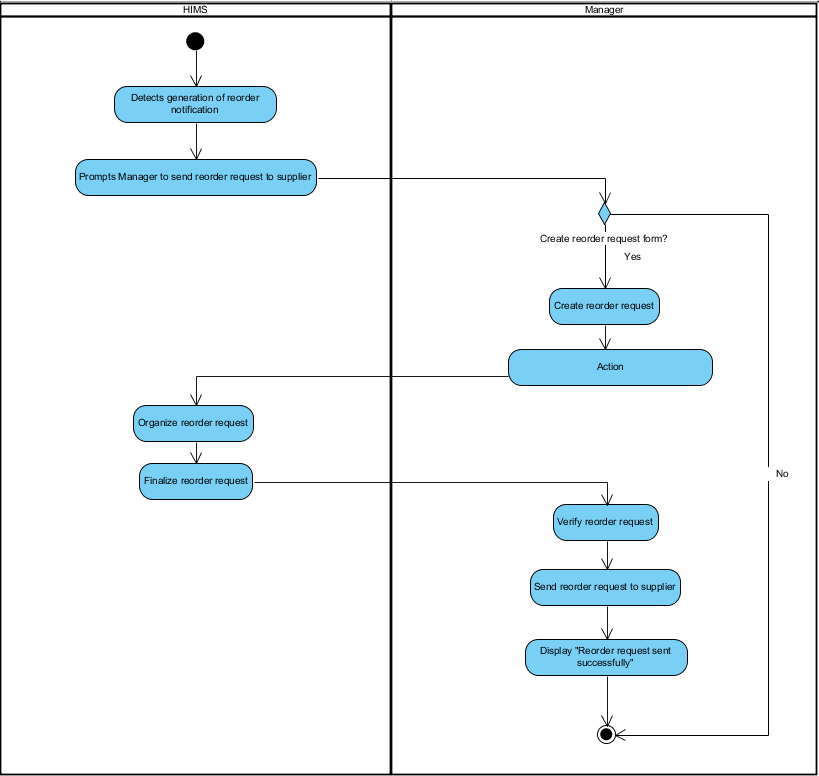 HIMS
Manager
Detects generation of reorder
notification
Prompts Manager to send reorder request to supplier
Create reorder request form?
Yes
Create reorder request
Action
Organize reorder request
Finalize reorder request
No
Verify reorder request
Send reorder request to supplier
Display "Reorder request sent
successfully"